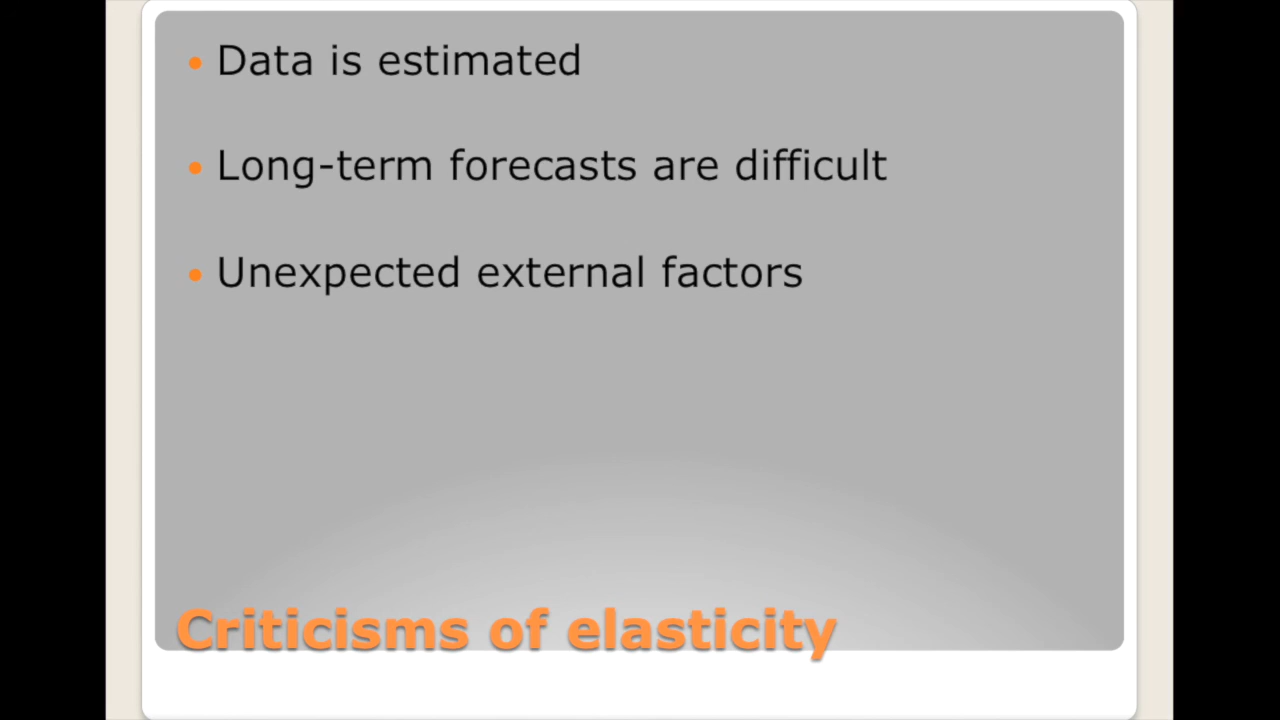 • Data is estimated
• Long-term forecasts are difficult
• Unexpected external factors
Criticisms of elasticity